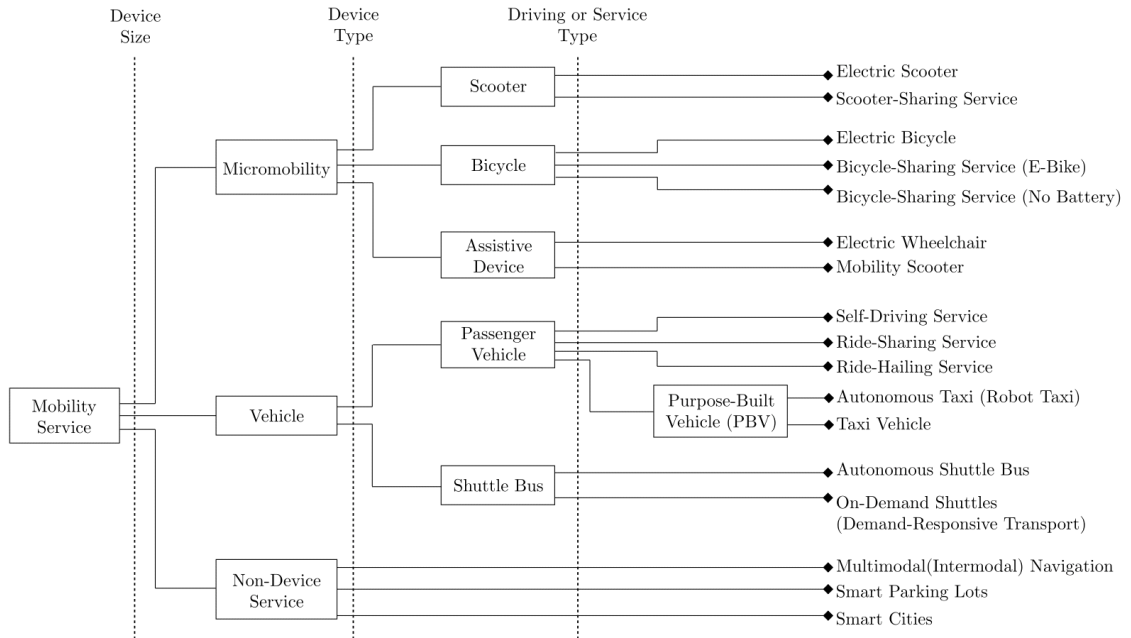 Device
Size
Device
Type
Driving or Service
Type
Scooter
Electric Scooter
Scooter-Sharing Service
Micromobility
Bicycle
Electric Bicycle
Bicycle-Sharing Service (E-Bike)
Bicycle-Sharing Service (No Battery)
Assistive
Device
Electric Wheelchair
Mobility Scooter
Mobility
Service
Vehicle
Passenger
Vehicle
Self-Driving Service
Ride-Sharing Service
Ride-Hailing Service
Purpose-Built
Vehicle (PBV)
Autonomous Taxi (Robot Taxi)
Taxi Vehicle
Shuttle Bus
Autonomous Shuttle Bus
On-Demand Shuttles
(Demand-Responsive Transport)
Non-Device
Service
Multimodal(Intermodal) Navigation
Smart Parking Lots
Smart Cities